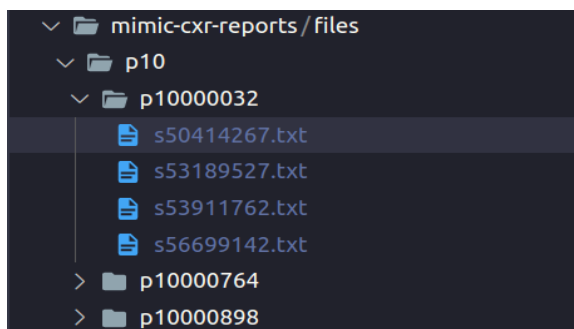 mimic-cxr-reports/files
p10
p10000032
s50414267.txt
s53189527.txt
s53911762.txt
s56699142.txt
p10000764
p10000898